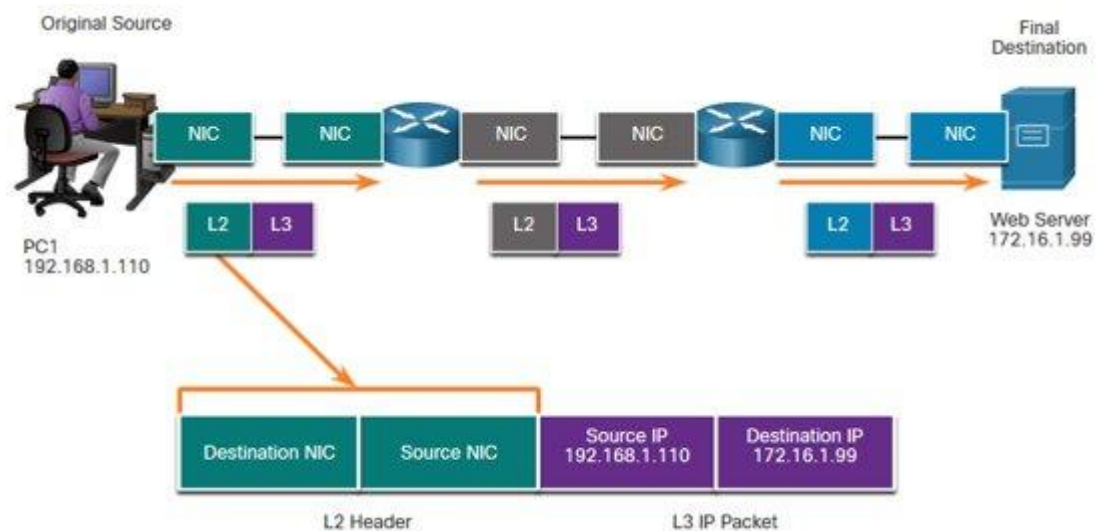 Original Source
Final
Destination
NIC
NIC
NIC
NIC
NIC
NIC
L2
L3
L2
L3
L2
L3
PC1
192.168.1.110
Web Server
172.16.1.99
Destination NIC
Source NIC
Source IP
192.168.1.110
Destination IP
172.16.1.99
L2 Header
L3 IP Packet